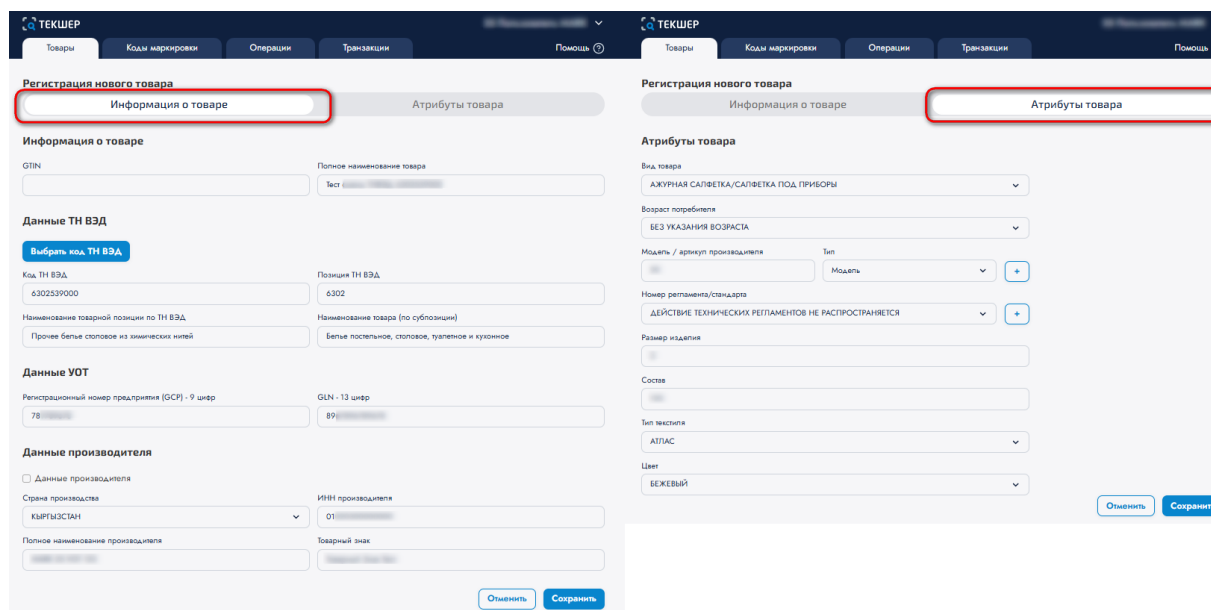 ТЕКШЕР
Товары Коды маркировки Операции Транзакции Помощь
Регистрация нового товара
Информация о товаре Атрибуты товара
Информация о товаре
GTIN Полное наименование товара
Тест
Данные ТН ВЭД
Выбрать код ТН ВЭД
Код ТН ВЭД Позиция ТН ВЭД
6302539000 6302
Наименование товарной позиции по ТН ВЭД Наименование товара (по субпозиции)
Прочее белье столовое из химических нитей Белье постельное, столовое, туалетное и кухонное
Данные УОТ
Регистрационный номер предприятия (GCP) - 9 цифр GLN - 13 цифр
78 89
Данные производителя
Данные производителя
Страна производства ИНН производителя
КЫРГЫЗСТАН 01
Полное наименование производителя Товарный знак
Отменить Сохранить
ТЕКШЕР
Товары Коды маркировки Операции Транзакции Помощь
Регистрация нового товара
Информация о товаре Атрибуты товара
Атрибуты товара
Вид товара
АЖУРНАЯ САЛФЕТКА/САЛФЕТКА ПОД ПРИБОРЫ
Возраст потребителя
БЕЗ УКАЗАНИЯ ВОЗРАСТА
Модель / артикул производителя Тип
Модель +
Номер регламента/стандарта
ДЕЙСТВИЕ ТЕХНИЧЕСКИХ РЕГЛАМЕНТОВ НЕ РАСПРОСТРАНЯЕТСЯ +
Размер изделия
Состав
Тип текстиля
АТЛАС
Цвет
БЕЖЕВЫЙ
Отменить Сохранит